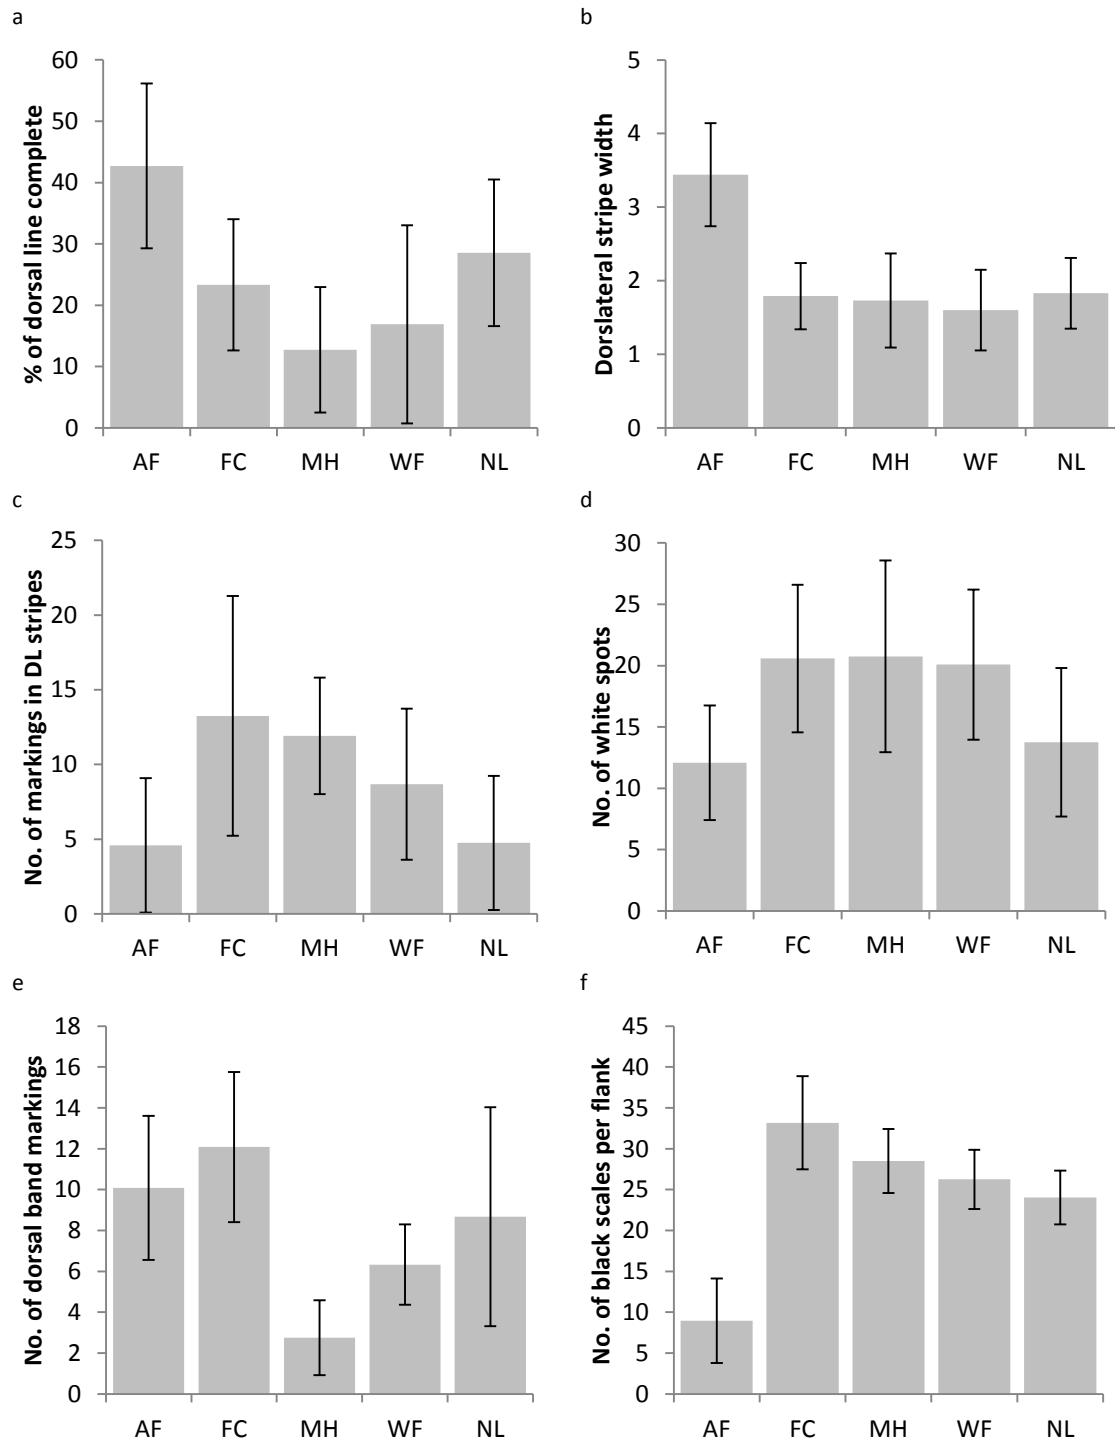 a
% of dorsal line complete
60
50
40
30
20
10
0
AF FC MH WF NL
b
Dorslateral stripe width
5
4
3
2
1
0
AF FC MH WF NL
c
No. of markings in DL stripes
25
20
15
10
5
0
AF FC MH WF NL
d
No. of white spots
30
25
20
15
10
5
0
AF FC MH WF NL
e
No. of dorsal band markings
18
16
14
12
10
8
6
4
2
0
AF FC MH WF NL
f
No. of black scales per flank
45
40
35
30
25
20
15
10
5
0
AF FC MH WF NL